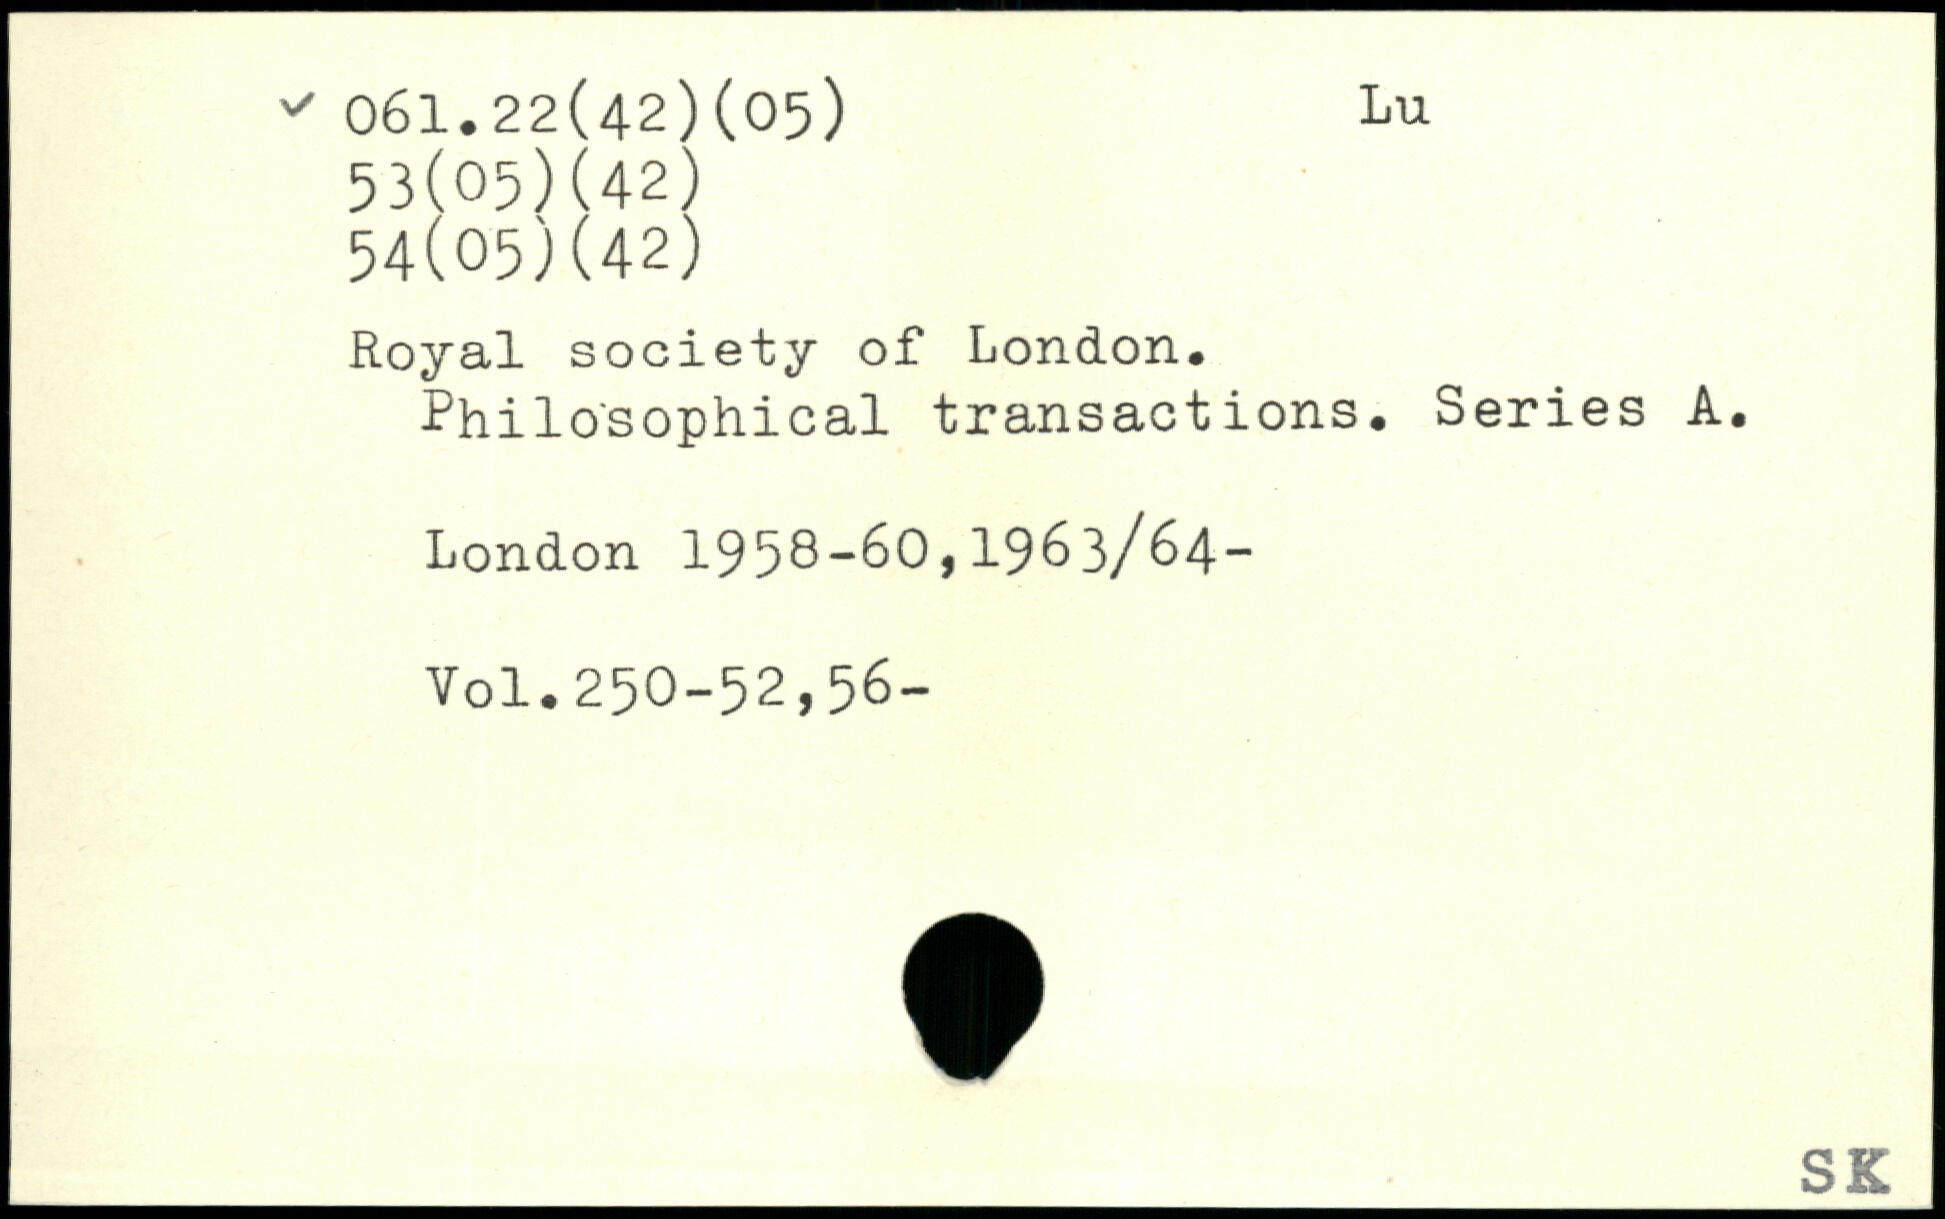 ✓ 061.22(42)(05) Lu
53(05)(42)
54(05)(42)
Royal society of London.
Philosophical transactions. Series A.
London 1958-60,1963/64-
Vol.250-52,56-
SK